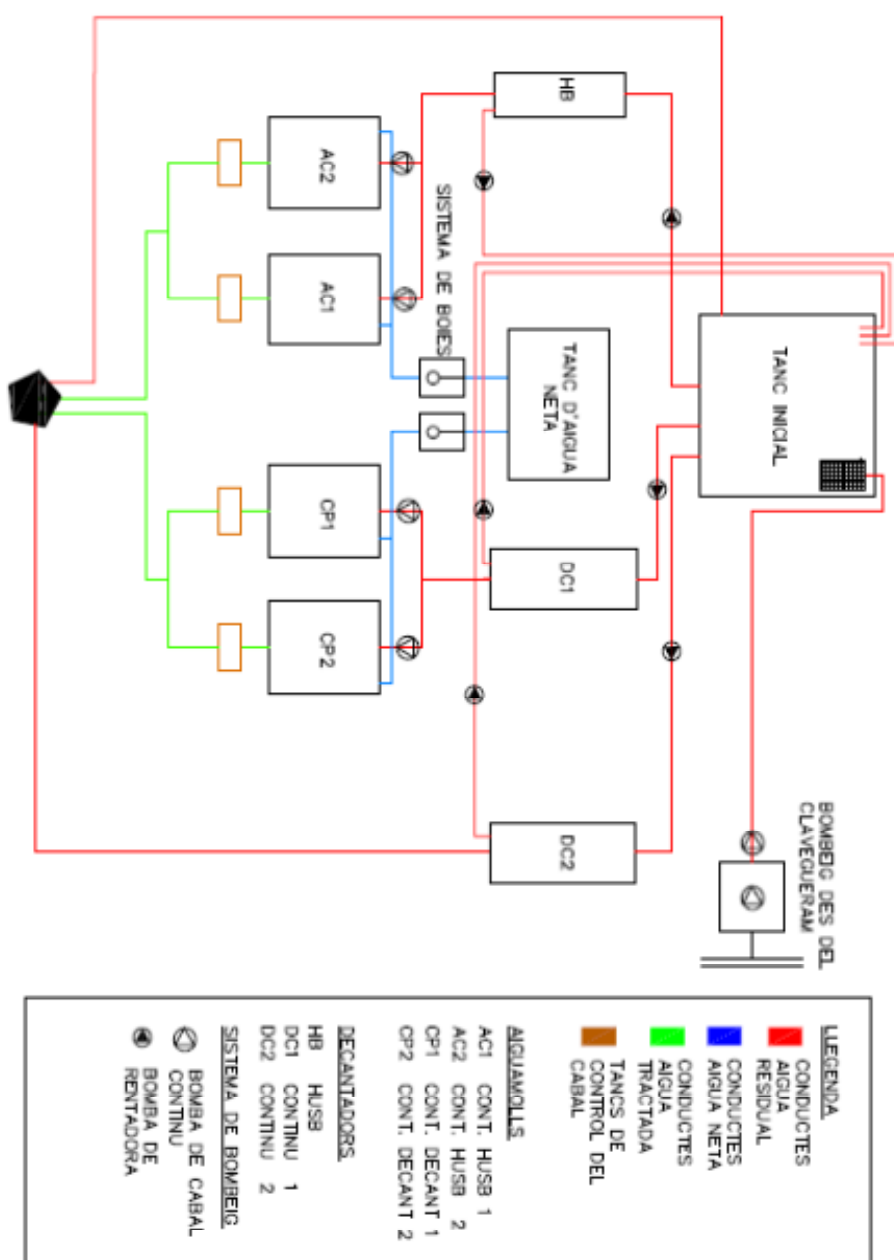 HB
AC2
AC1
CP1
CP2
SISTEMA DE BOIES
TANC D'AIGUA
NETA
TANC INICIAL
DC1
DC2
BOMBEIG DES DEL
CLAVEGUERAM
LLEGENDA
CONDUCTES
AIGUA
RESIDUAL
CONDUCTES
AIGUA NETA
CONDUCTES
AIGUA
TRACTADA
TANCS DE
CONTROL DEL
CABAL
AIGUAMOLLS
AC1 CONT. HUSB 1
AC2 CONT. HUSB 2
CP1 CONT. DECANT 1
CP2 CONT. DECANT 2
DECANTADORS
HB HUSB
DC1 CONTINU 1
DC2 CONTINU 2
SISTEMA DE BOMBEIG
BOMBA DE CABAL
CONTINU
BOMBA DE
RENTADORA